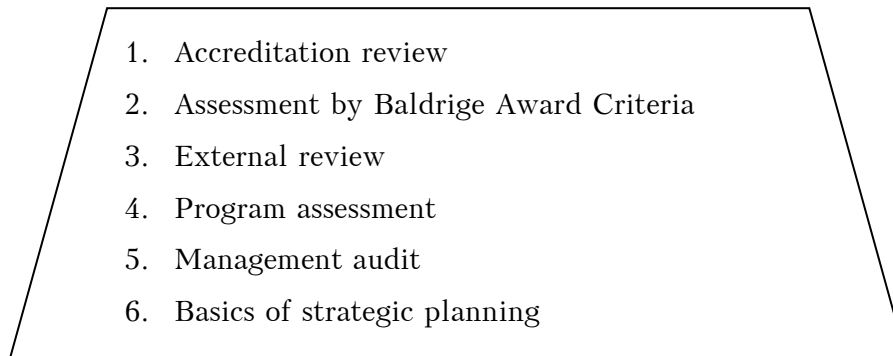 1. Accreditation review
2. Assessment by Baldrige Award Criteria
3. External review
4. Program assessment
5. Management audit
6. Basics of strategic planning